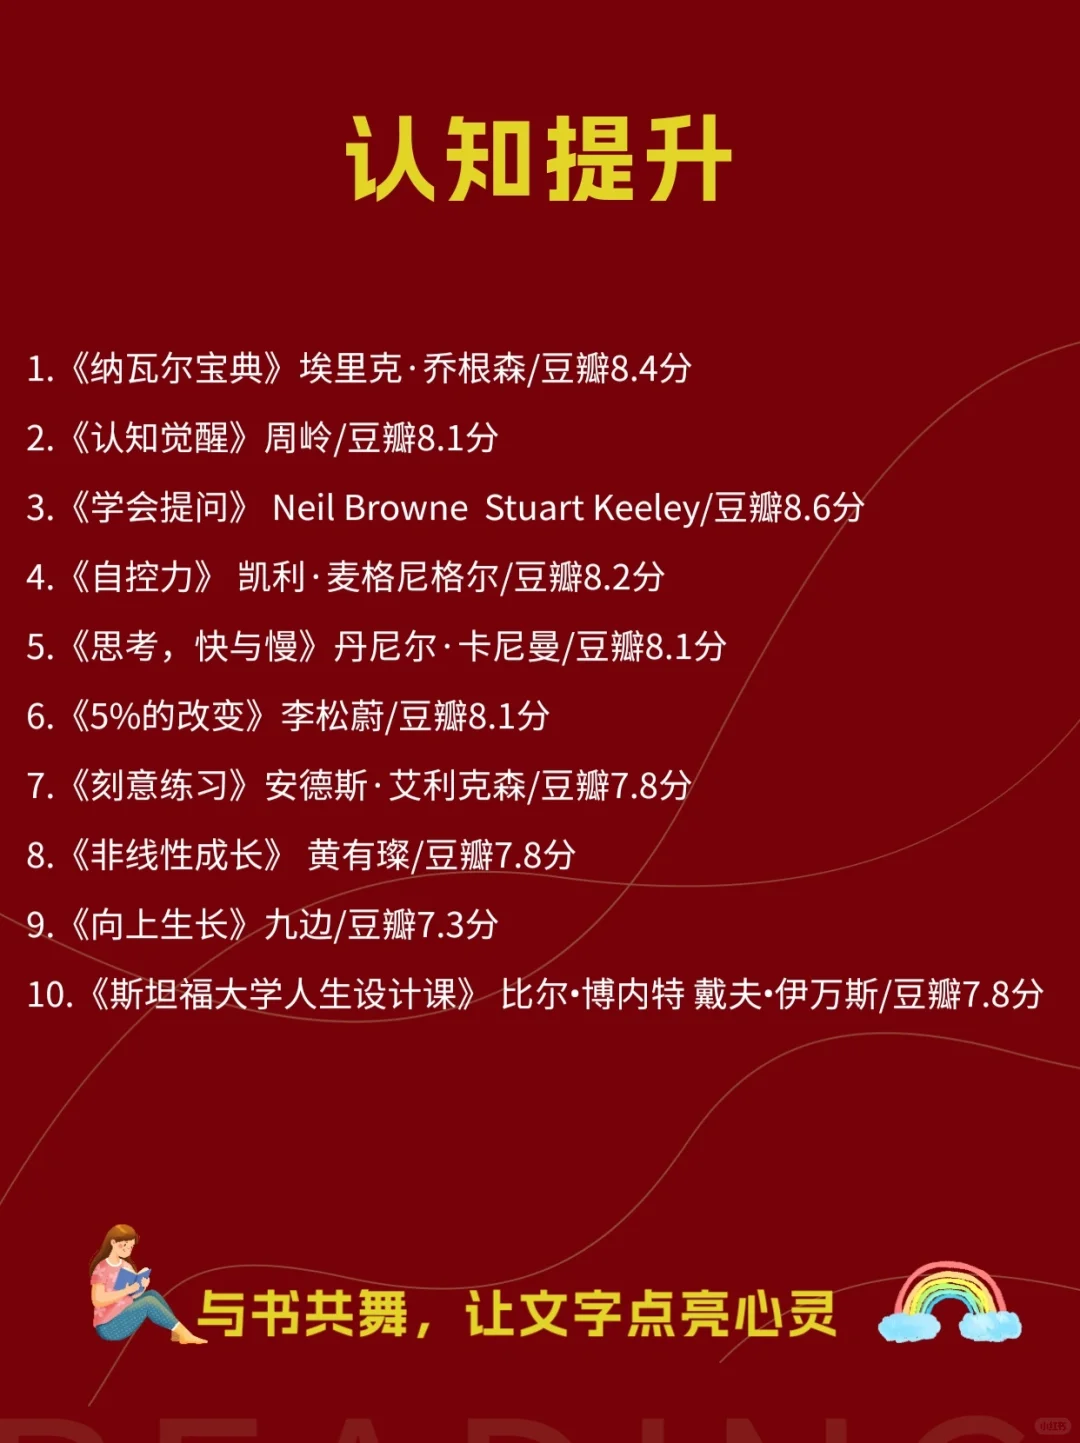 认知提升
1.《纳瓦尔宝典》埃里克·乔根森/豆瓣8.4分
2.《认知觉醒》周岭/豆瓣8.1分
3.《学会提问》 Neil Browne  Stuart Keeley/豆瓣8.6分
4.《自控力》 凯利·麦格尼格尔/豆瓣8.2分
5.《思考，快与慢》丹尼尔·卡尼曼/豆瓣8.1分
6.《5%的改变》李松蔚/豆瓣8.1分
7.《刻意练习》安德斯·艾利克森/豆瓣7.8分
8.《非线性成长》 黄有璨/豆瓣7.8分
9.《向上生长》九边/豆瓣7.3分
10.《斯坦福大学人生设计课》 比尔•博内特 戴夫•伊万斯/豆瓣7.8分
与书共舞，让文字点亮心灵
READING
小红书